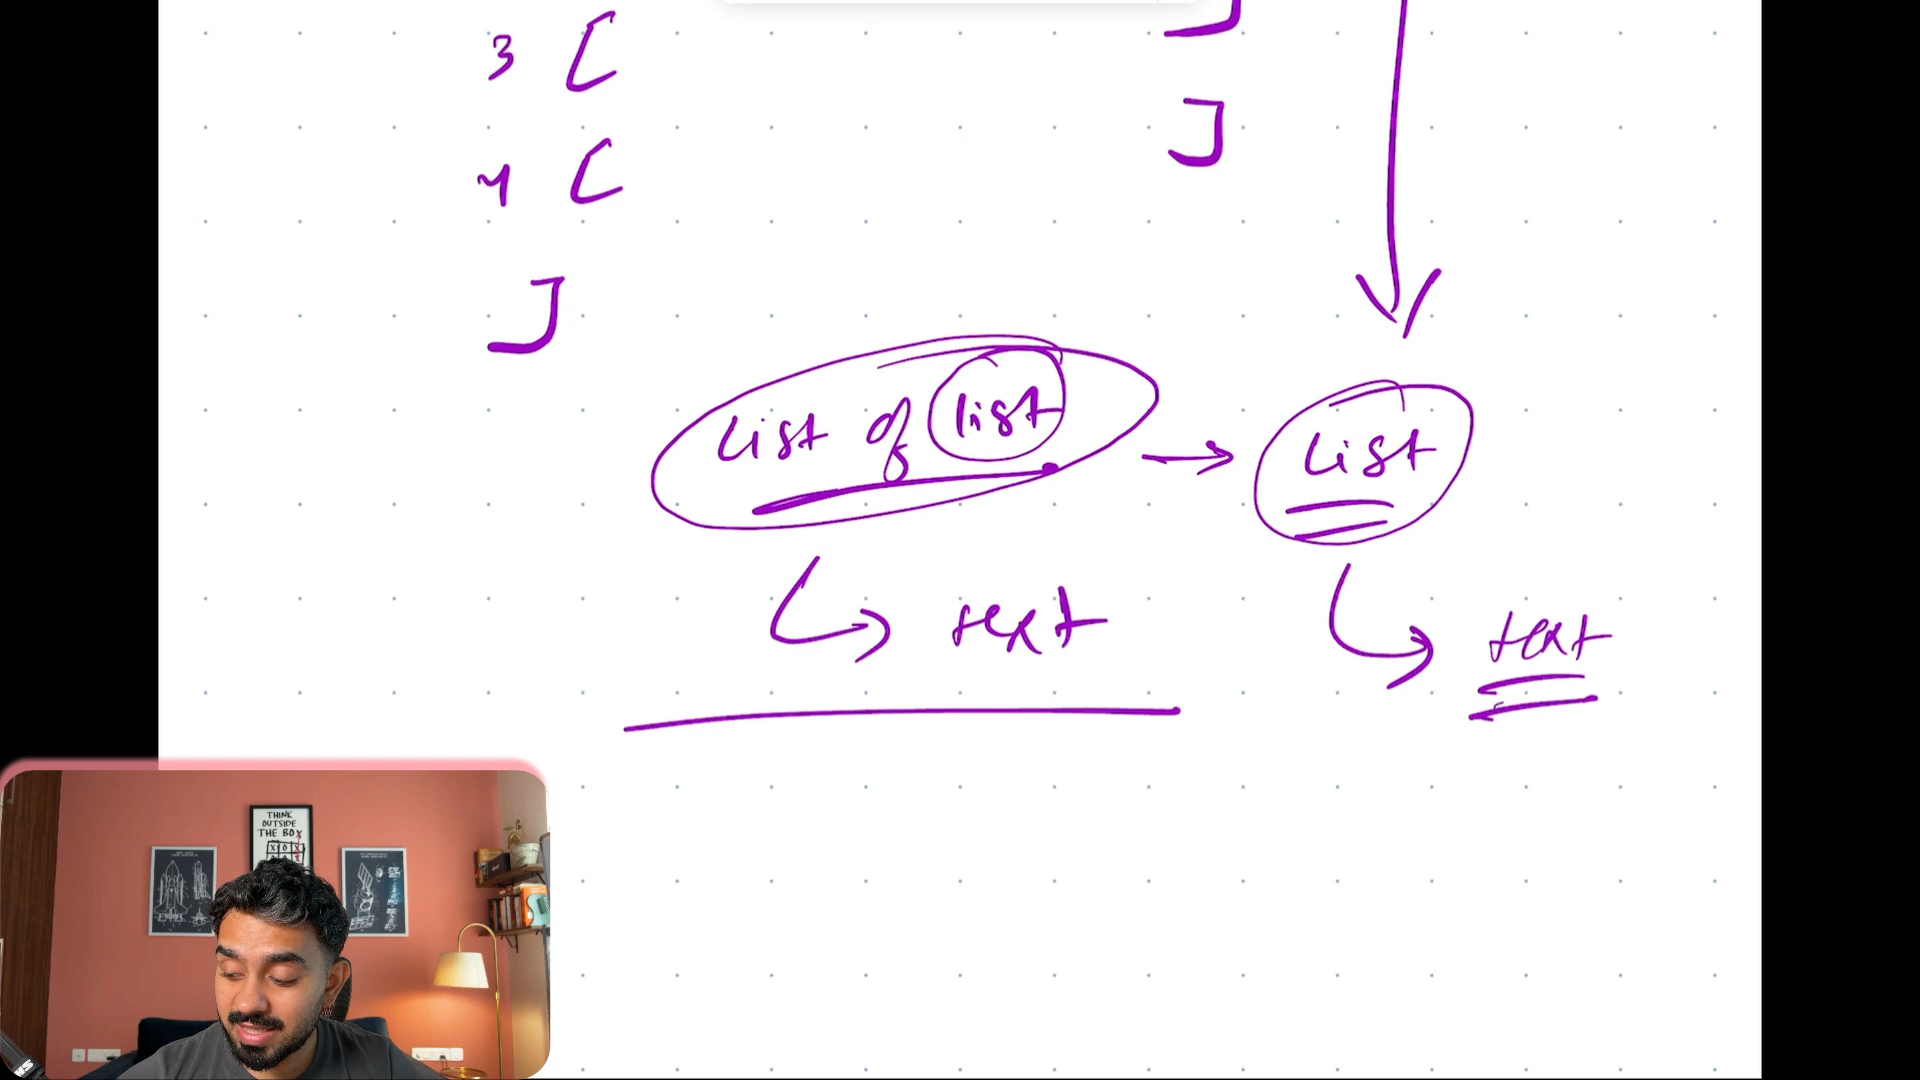 3 [
]
4 [
]
]
list of list → list
text
text
THINK
OUTSIDE
THE BOX
X O X